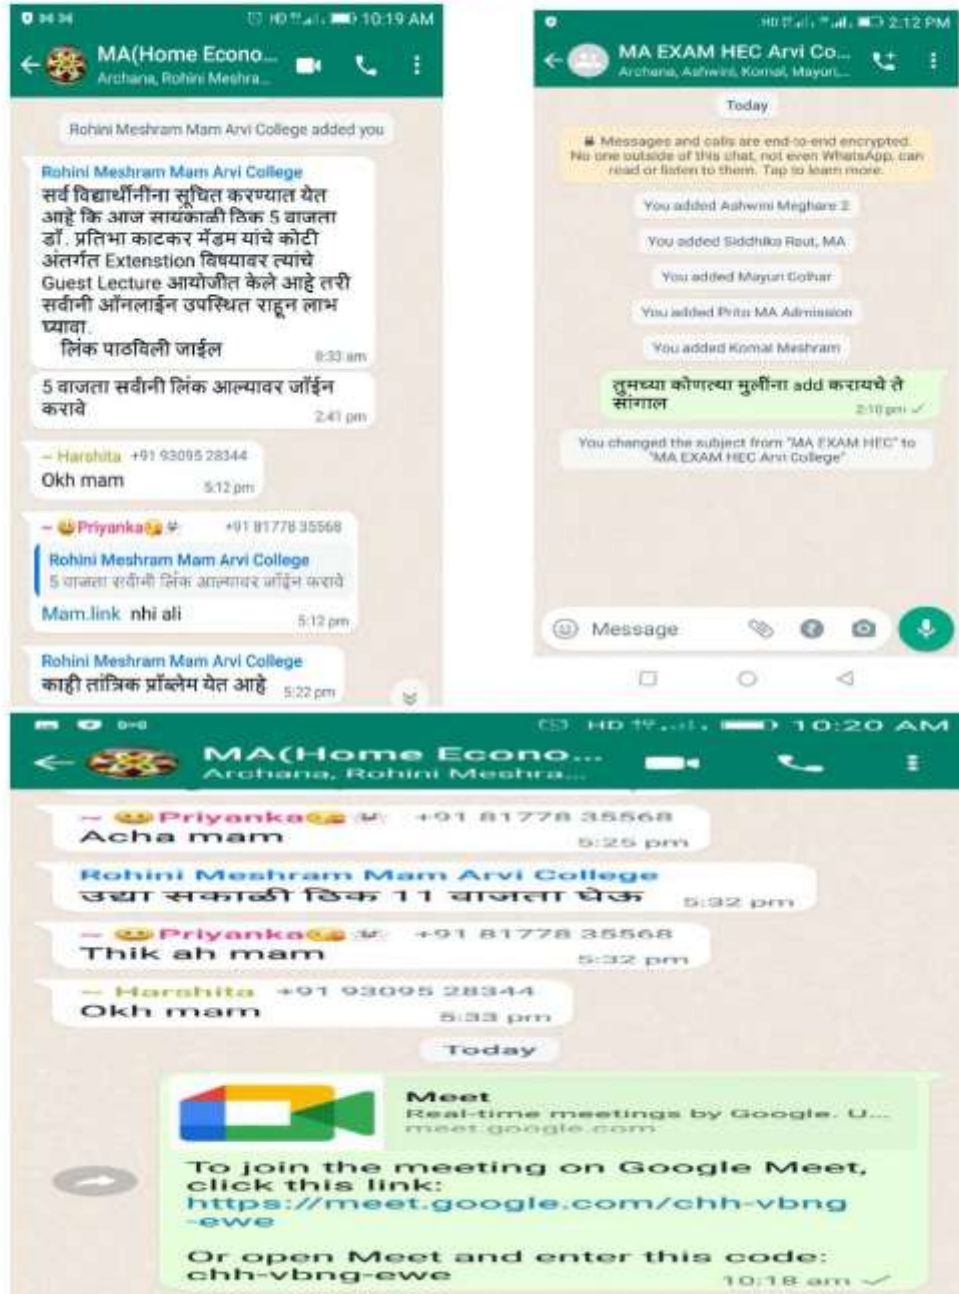 10:19 AM
MA(Home Econo...
Archana, Rohini Meshra...
Rohini Meshram Mam Arvi College added you
Rohini Meshram Mam Arvi College
सर्व विद्यार्थीनींना सूचित करण्यात येत
आहे कि आज सायंकाळी ठिक 5 वाजता
डॉ. प्रतिभा काटकर मॅडम यांचे कोटी
अंतर्गत Extenstion विषयावर त्यांचे
Guest Lecture आयोजीत केले आहे तरी
सर्वानी ऑनलाईन उपस्थित राहून लाभ
घ्यावा.
लिंक पाठविली जाईल
8:33 am
5 वाजता सर्वांनी लिंक आल्यावर जॉईन
करावे
2:41 pm
~ Harshita +91 93095 28344
Okh mam
5:12 pm
~ 😀Priyanka😘 +91 81778 35568
Rohini Meshram Mam Arvi College
5 वाजता सर्वांनी लिंक आल्यावर जॉईन करावे
Mam.link nhi ali
5:12 pm
Rohini Meshram Mam Arvi College
काही तांत्रिक प्रॉब्लेम येत आहे
5:22 pm
2:12 PM
MA EXAM HEC Arvi Co...
Archana, Ashwini, Komal, Mayuri,...
Today
Messages and calls are end-to-end encrypted.
No one outside of this chat, not even WhatsApp, can
read or listen to them. Tap to learn more.
You added Ashwini Meghare 2
You added Siddhika Raut, MA
You added Mayuri Golhar
You added Priti MA Admission
You added Komal Meshram
तुमच्या कोणत्या मुलींना add करायचे ते
सांगाल
2:10 pm
You changed the subject from "MA EXAM HEC" to
"MA EXAM HEC Arvi College"
Message
HD 10:20 AM
MA(Home Econo...
Archana, Rohini Meshra...
~ 😀Priyanka😘 +91 81778 35568
Acha mam
5:25 pm
Rohini Meshram Mam Arvi College
उद्या सकाळी ठिक 11 वाजता घेऊ
5:32 pm
~ 😀Priyanka😘 +91 81778 35568
Thik ah mam
5:32 pm
~ Harshita +91 93095 28344
Okh mam
5:33 pm
Today
Meet
Real-time meetings by Google. U...
meet.google.com
To join the meeting on Google Meet,
click this link:
https://meet.google.com/chh-vbng
-ewe
Or open Meet and enter this code:
chh-vbng-ewe
10:18 am